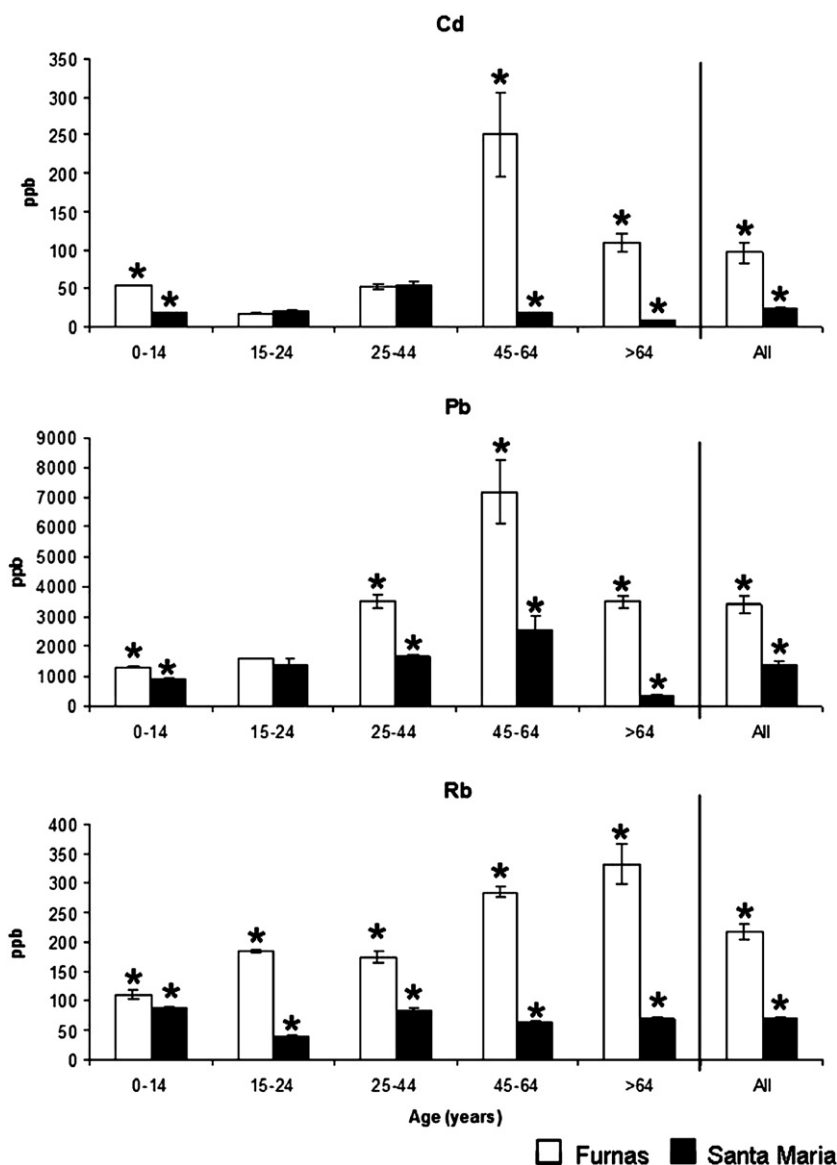 Cd
350
300
250
200
150
100
50
0
ppb
* * * * * * * *
0-14 15-24 25-44 45-64 >64 All
Pb
9000
8000
7000
6000
5000
4000
3000
2000
1000
0
ppb
* * * * * * * * * *
0-14 15-24 25-44 45-64 >64 All
Rb
400
350
300
250
200
150
100
50
0
ppb
* * * * * * * * * * * *
0-14 15-24 25-44 45-64 >64 All
Age (years)
Furnas Santa Maria